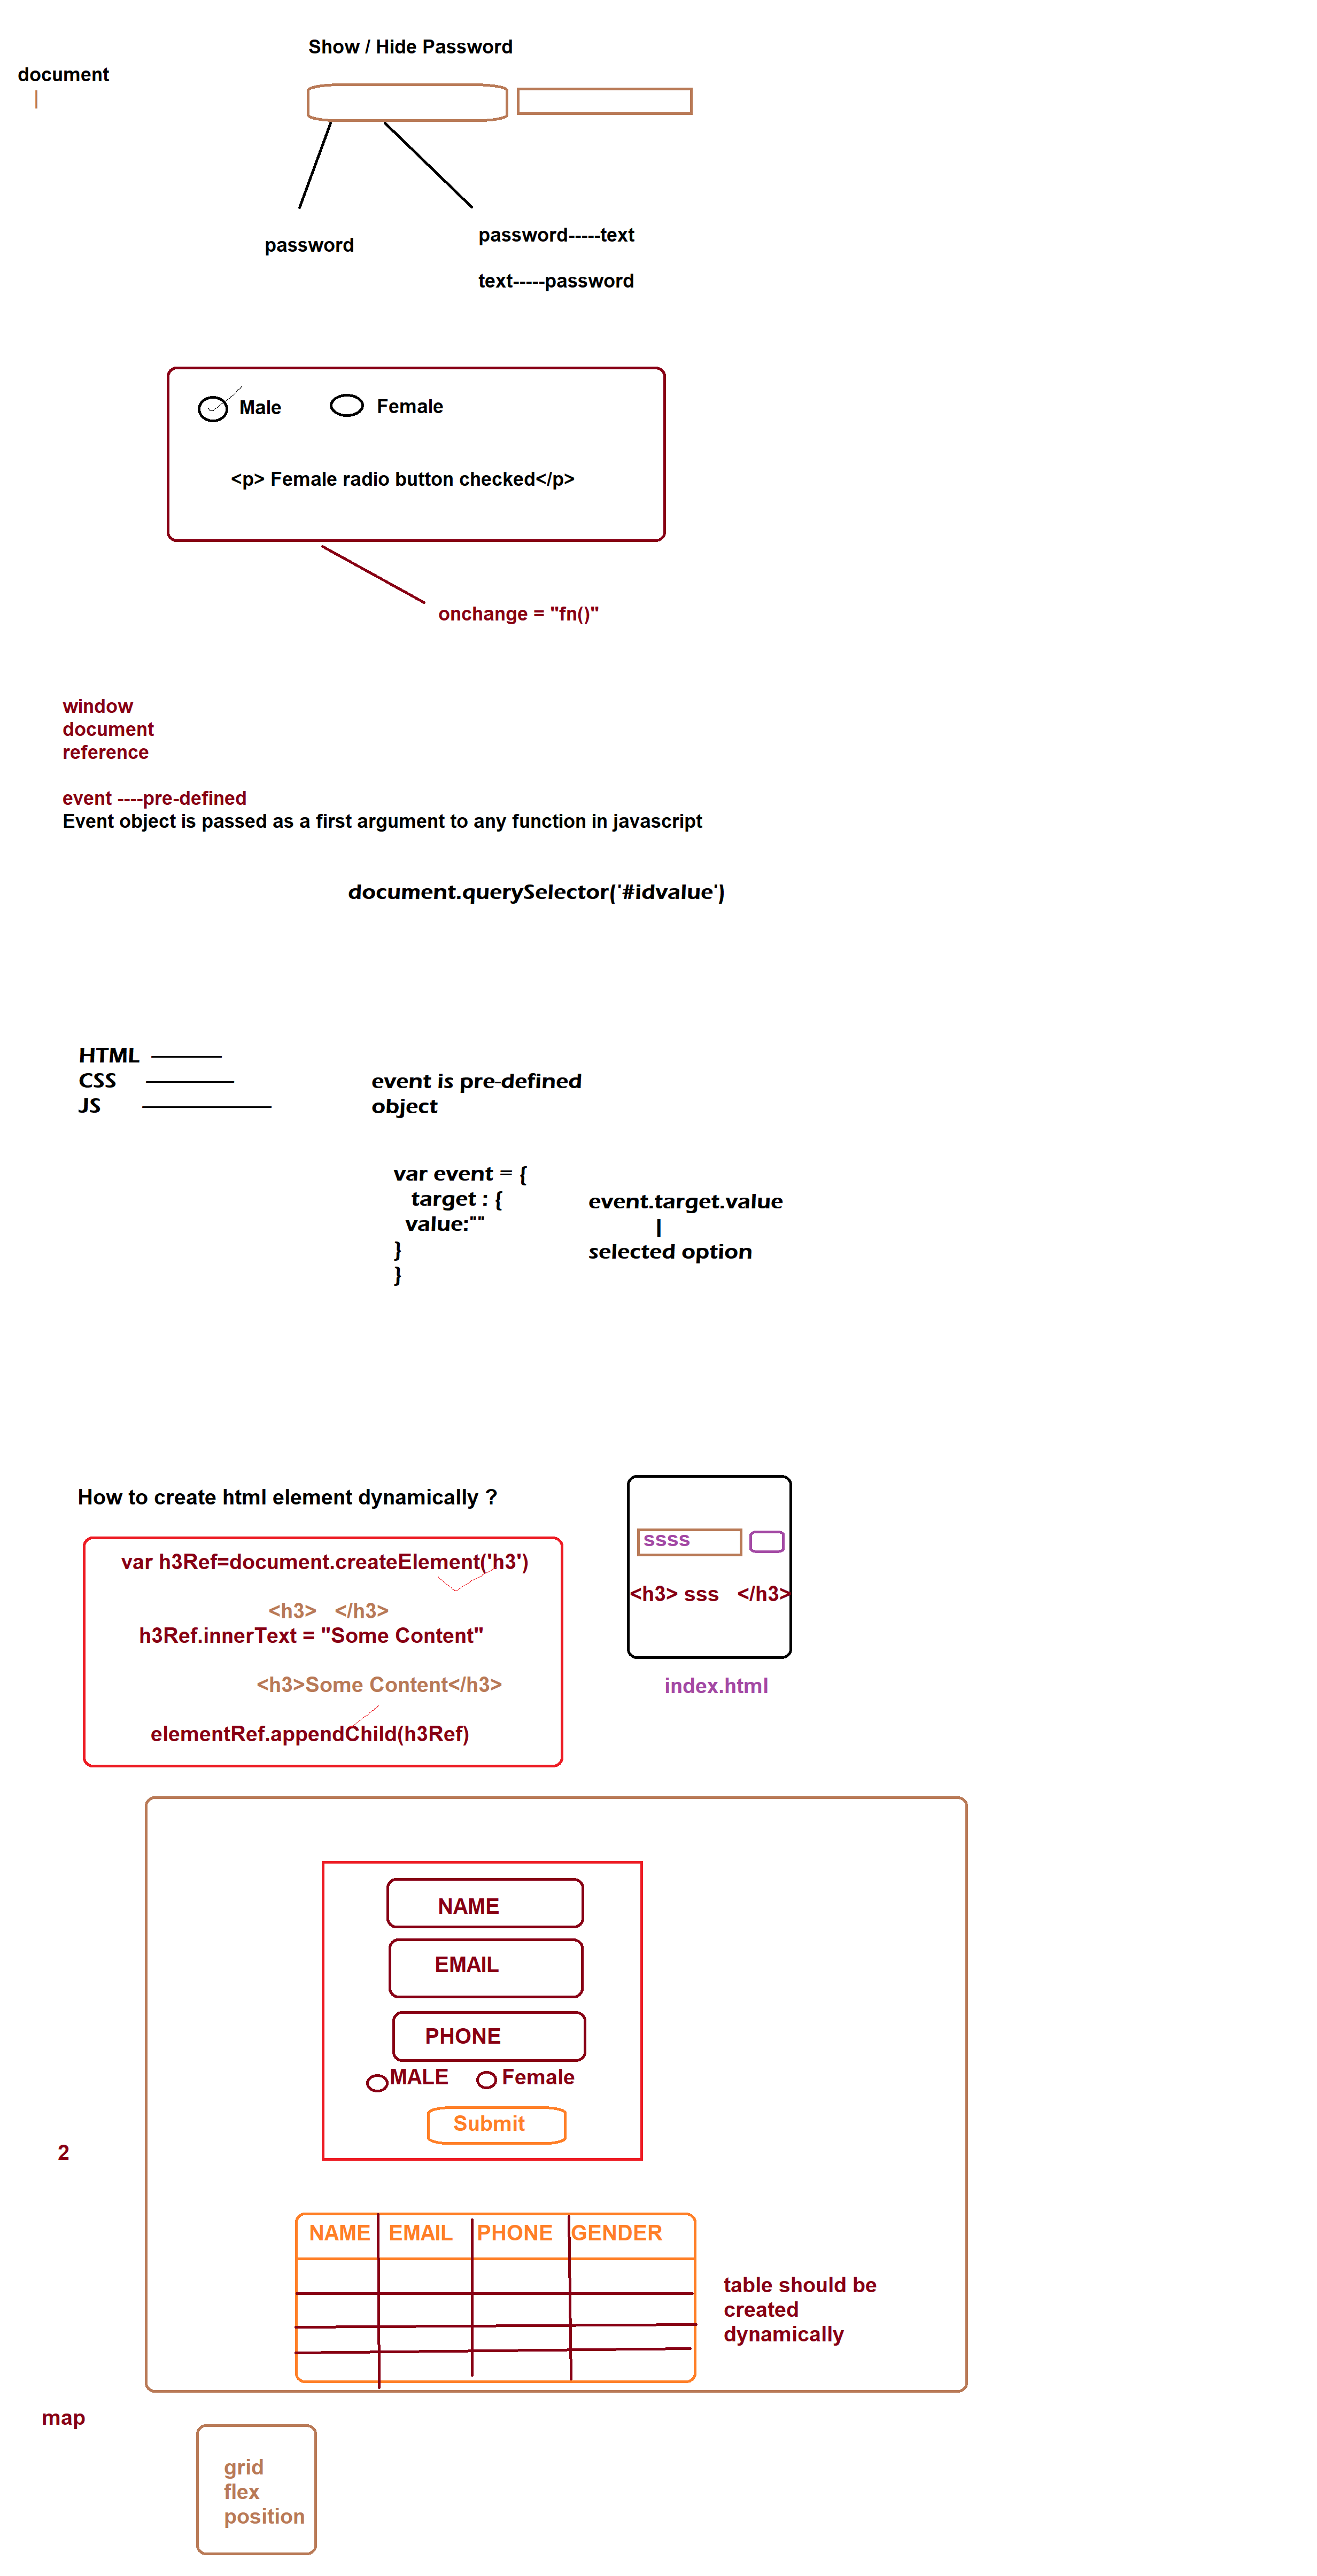 Show / Hide Password
document
password
password-----text
text-----password
Male
Female
<p> Female radio button checked</p>
onchange = "fn()"
window
document
reference
event ----pre-defined
Event object is passed as a first argument to any function in javascript
document.querySelector('#idvalue')
HTML
CSS
JS
event is pre-defined
object
var event = {
target : {
value:""
}
}
event.target.value
|
selected option
How to create html element dynamically ?
var h3Ref=document.createElement('h3')
<h3> </h3>
h3Ref.innerText = "Some Content"
<h3>Some Content</h3>
elementRef.appendChild(h3Ref)
ssss
<h3> sss </h3>
index.html
NAME
EMAIL
PHONE
MALE
Female
Submit
2
NAME EMAIL PHONE GENDER
table should be
created
dynamically
map
grid
flex
position